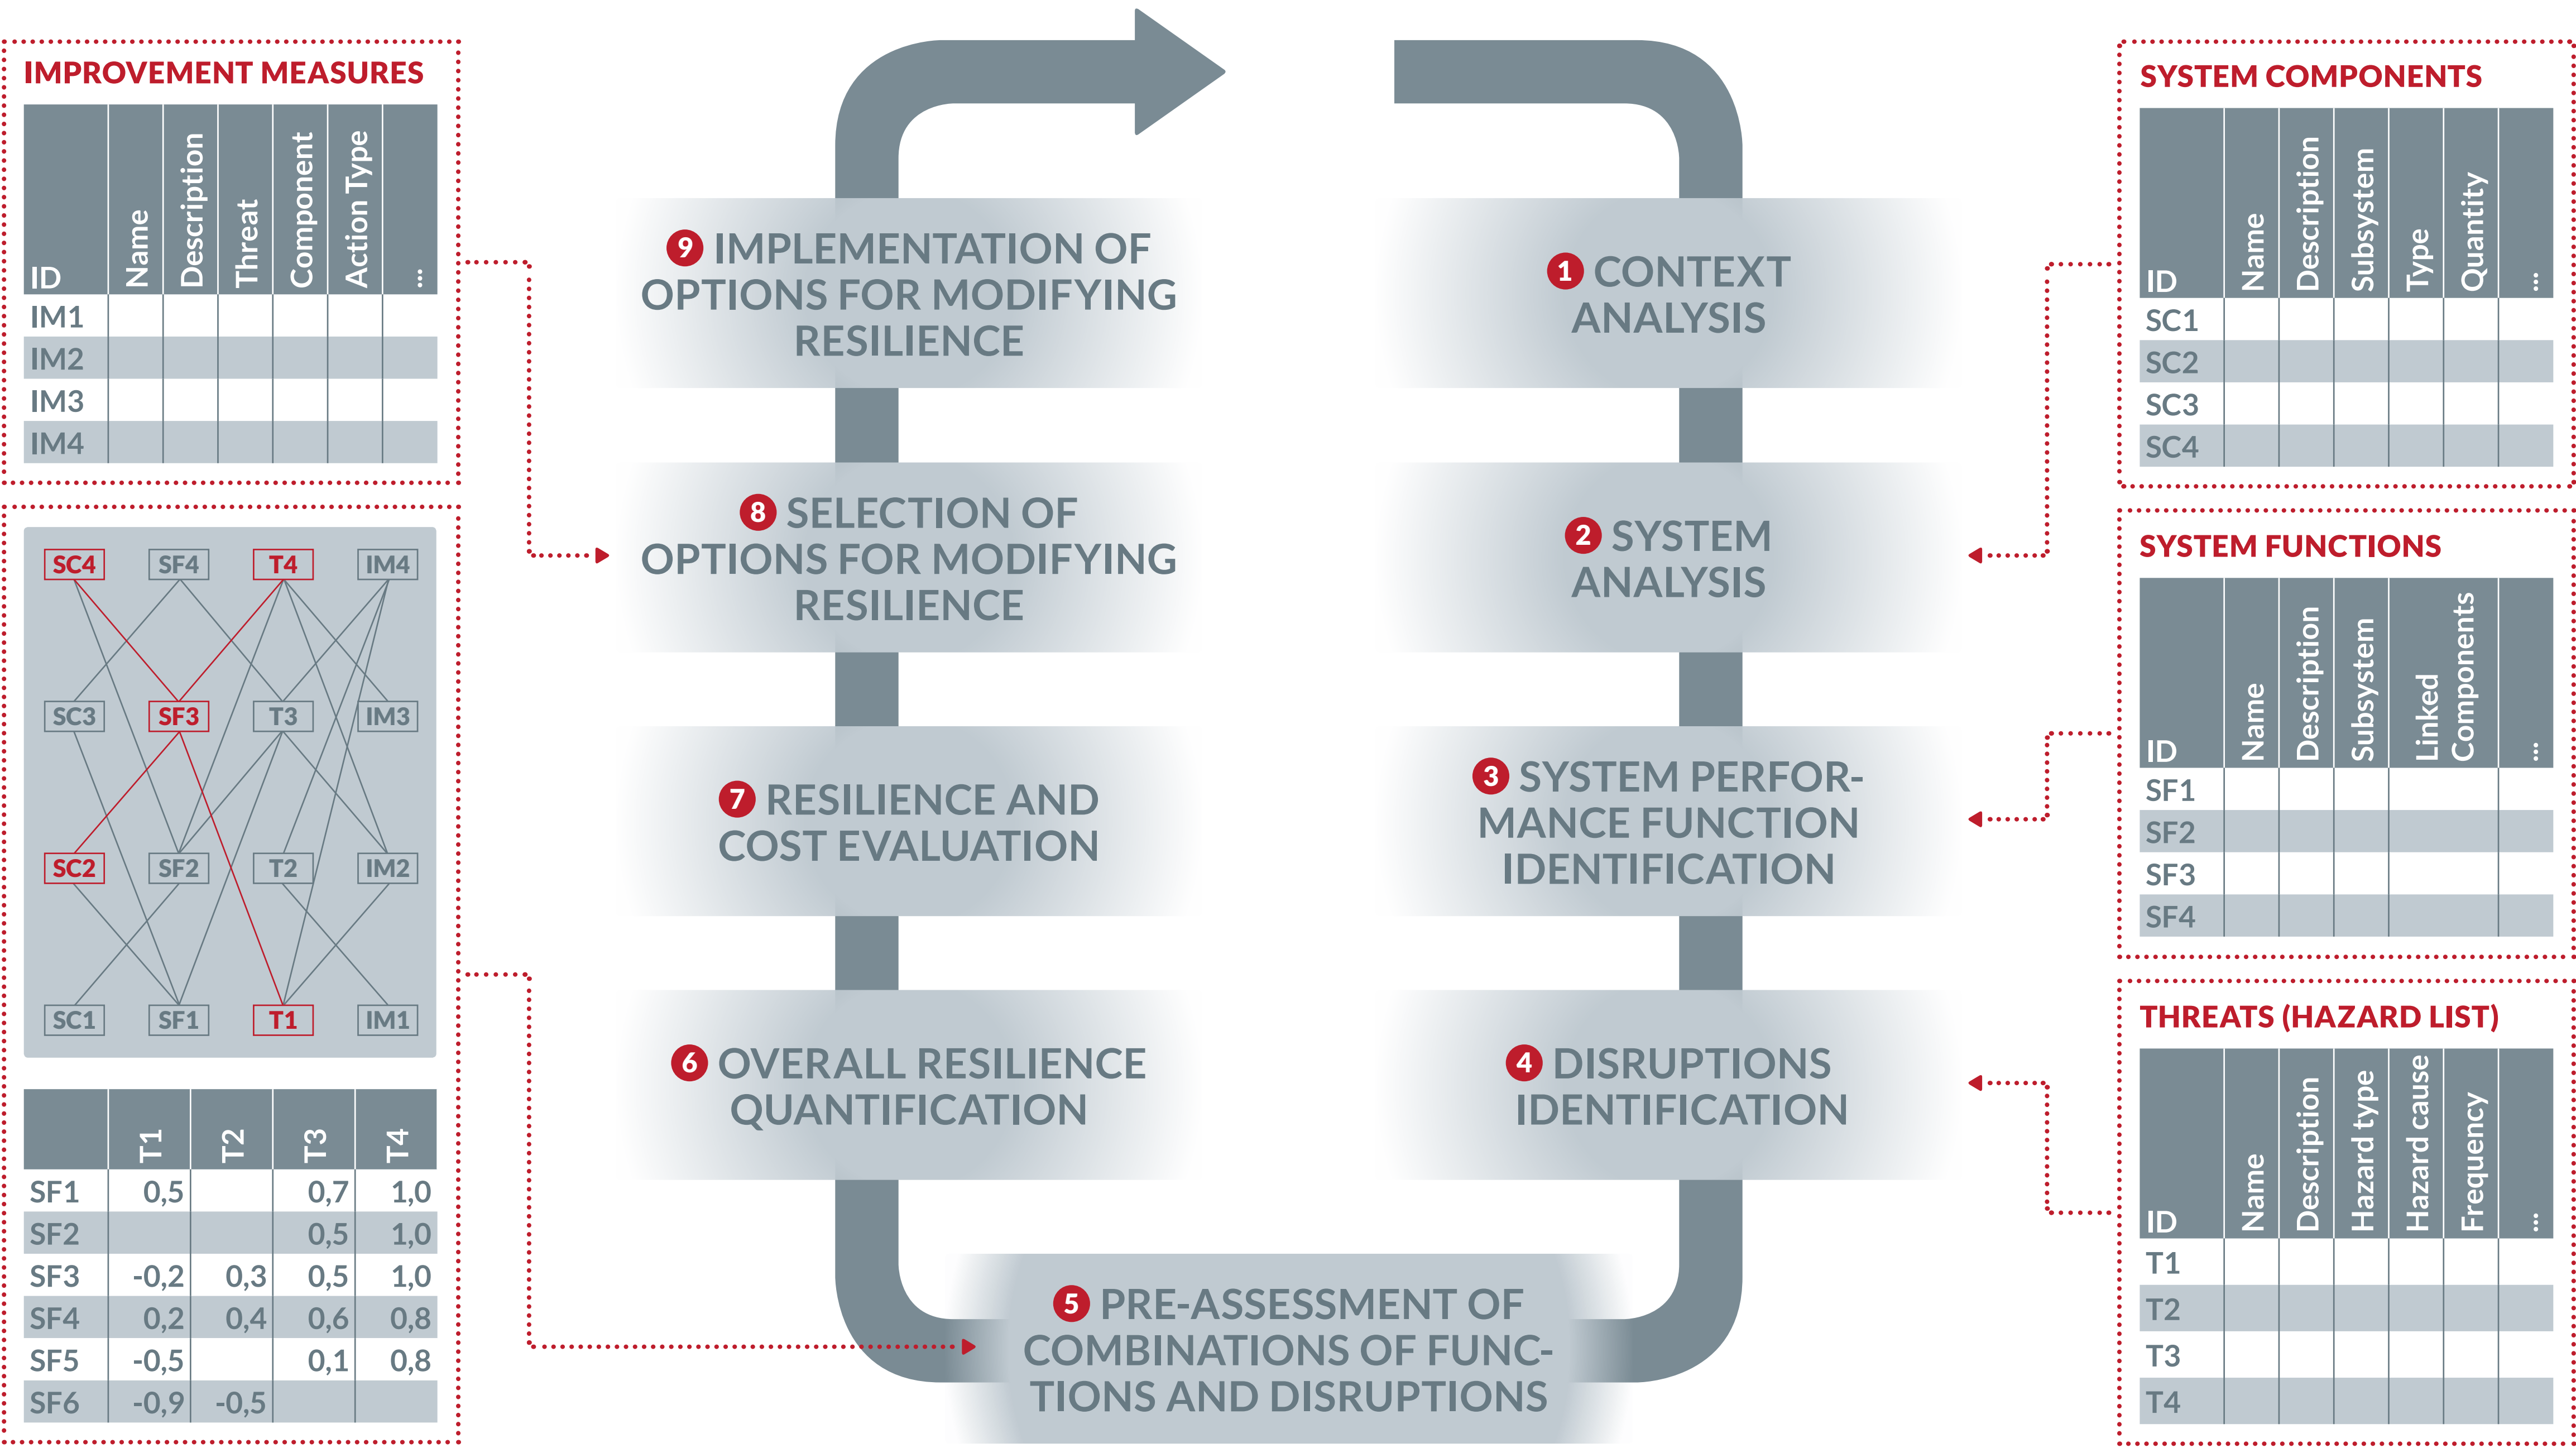 IMPROVEMENT MEASURES
ID Name Description Threat Component Action Type ...
IM1
IM2
IM3
IM4
SC4 SF4 T4 IM4
SC3 SF3 T3 IM3
SC2 SF2 T2 IM2
SC1 SF1 T1 IM1
T1 T2 T3 T4
SF1 0,5 0,7 1,0
SF2 0,5 1,0
SF3 -0,2 0,3 0,5 1,0
SF4 0,2 0,4 0,6 0,8
SF5 -0,5 0,1 0,8
SF6 -0,9 -0,5
1 CONTEXT
ANALYSIS
2 SYSTEM
ANALYSIS
3 SYSTEM PERFOR-
MANCE FUNCTION
IDENTIFICATION
4 DISRUPTIONS
IDENTIFICATION
5 PRE-ASSESSMENT OF
COMBINATIONS OF FUNC-
TIONS AND DISRUPTIONS
6 OVERALL RESILIENCE
QUANTIFICATION
7 RESILIENCE AND
COST EVALUATION
8 SELECTION OF
OPTIONS FOR MODIFYING
RESILIENCE
9 IMPLEMENTATION OF
OPTIONS FOR MODIFYING
RESILIENCE
SYSTEM COMPONENTS
ID Name Description Subsystem Type Quantity ...
SC1
SC2
SC3
SC4
SYSTEM FUNCTIONS
ID Name Description Subsystem Linked Components ...
SF1
SF2
SF3
SF4
THREATS (HAZARD LIST)
ID Name Description Hazard type Hazard cause Frequency ...
T1
T2
T3
T4